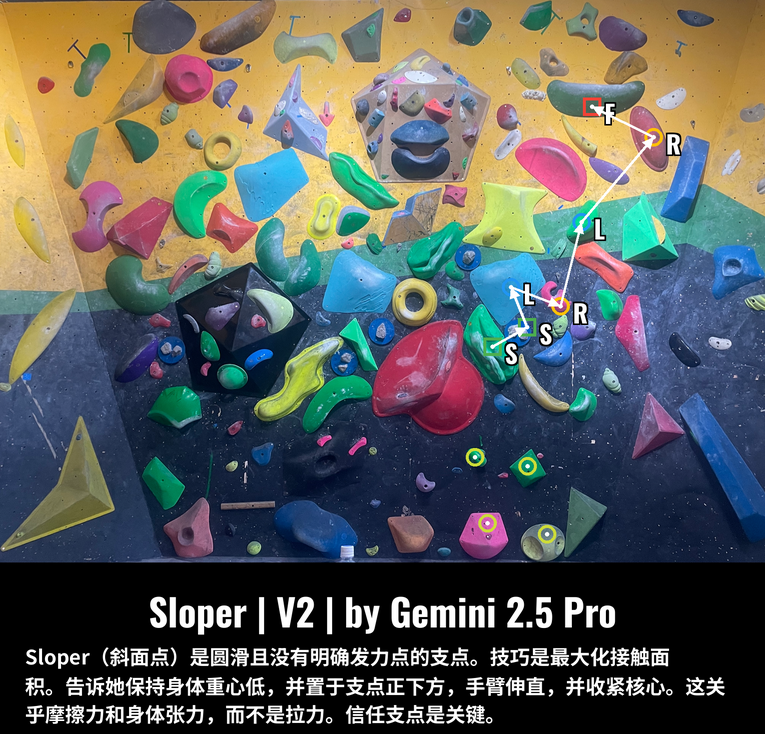 F
R
L
L
R
S
S
Sloper | V2 | by Gemini 2.5 Pro
Sloper（斜面点）是圆滑且没有明确发力点的支点。技巧是最大化接触面
积。告诉她保持身体重心低，并置于支点正下方，手臂伸直，并收紧核心。这关
乎摩擦力和身体张力，而不是拉力。信任支点是关键。